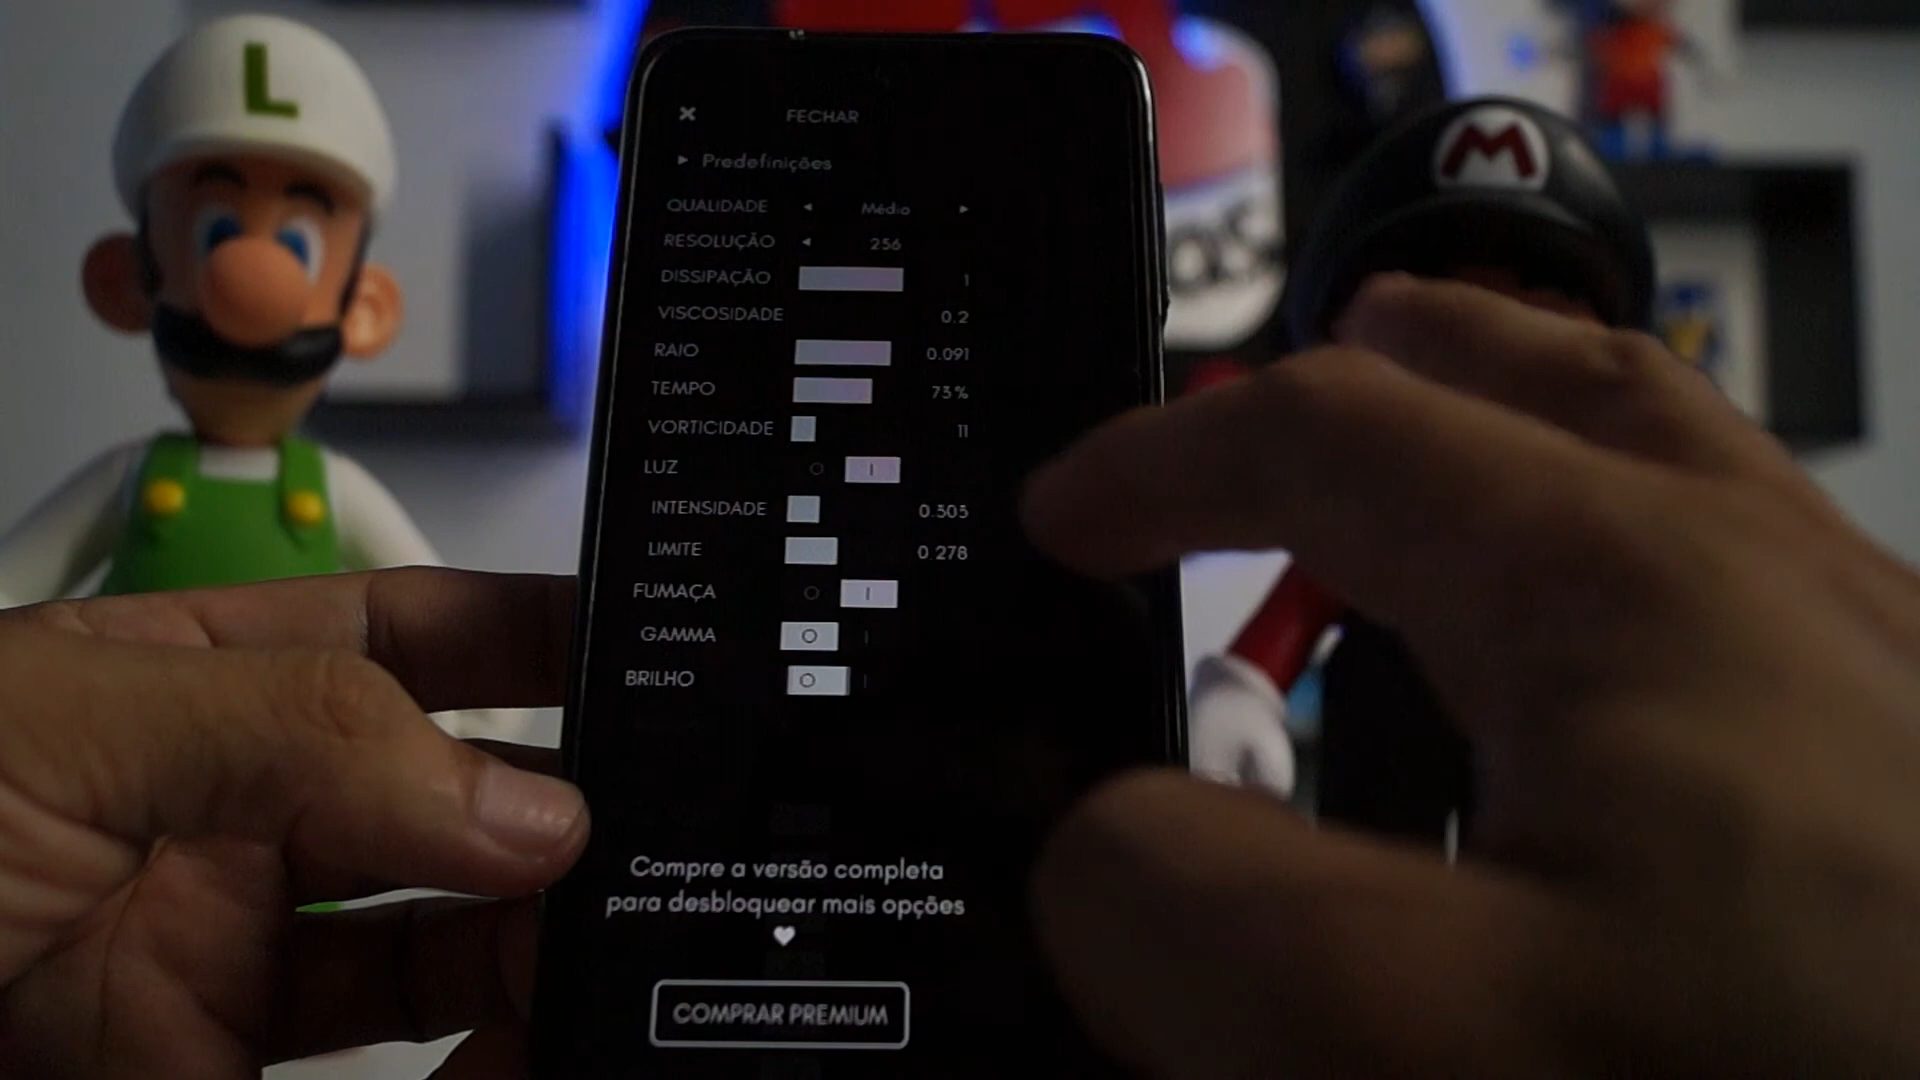 L
M
× FECHAR
▸ Predefinições
QUALIDADE ◂ Médio ▸
RESOLUÇÃO ◂ 256
DISSIPAÇÃO 1
VISCOSIDADE 0.2
RAIO 0.091
TEMPO 73%
VORTICIDADE 11
LUZ O I
INTENSIDADE 0.305
LIMITE 0.278
FUMAÇA O I
GAMMA O I
BRILHO O I
Compre a versão completa
para desbloquear mais opções
♥
COMPRAR PREMIUM